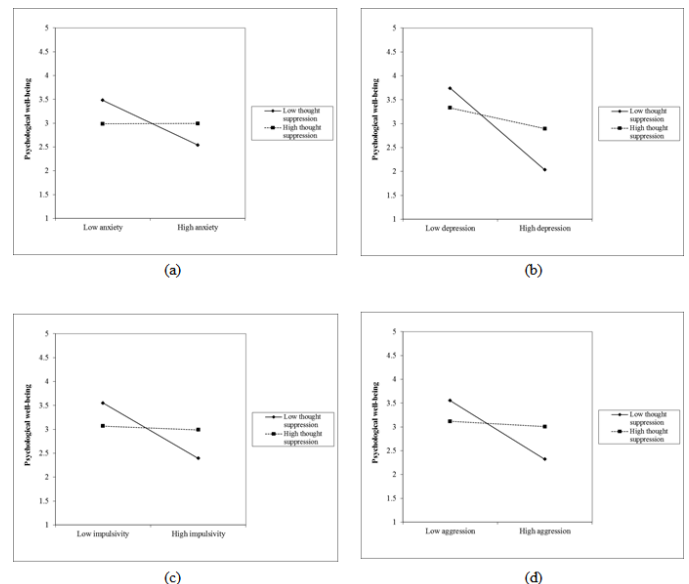 5
4.5
4
3.5
3
2.5
2
1.5
1
Psychological well-being
Low anxiety High anxiety
Low thought
suppression
High thought
suppression
(a)
5
4.5
4
3.5
3
2.5
2
1.5
1
Psychological well-being
Low depression High depression
Low thought
suppression
High thought
suppression
(b)
5
4.5
4
3.5
3
2.5
2
1.5
1
Psychological well-being
Low impulsivity High impulsivity
Low thought
suppression
High thought
suppression
(c)
5
4.5
4
3.5
3
2.5
2
1.5
1
Psychological well-being
Low aggression High aggression
Low thought
suppression
High thought
suppression
(d)